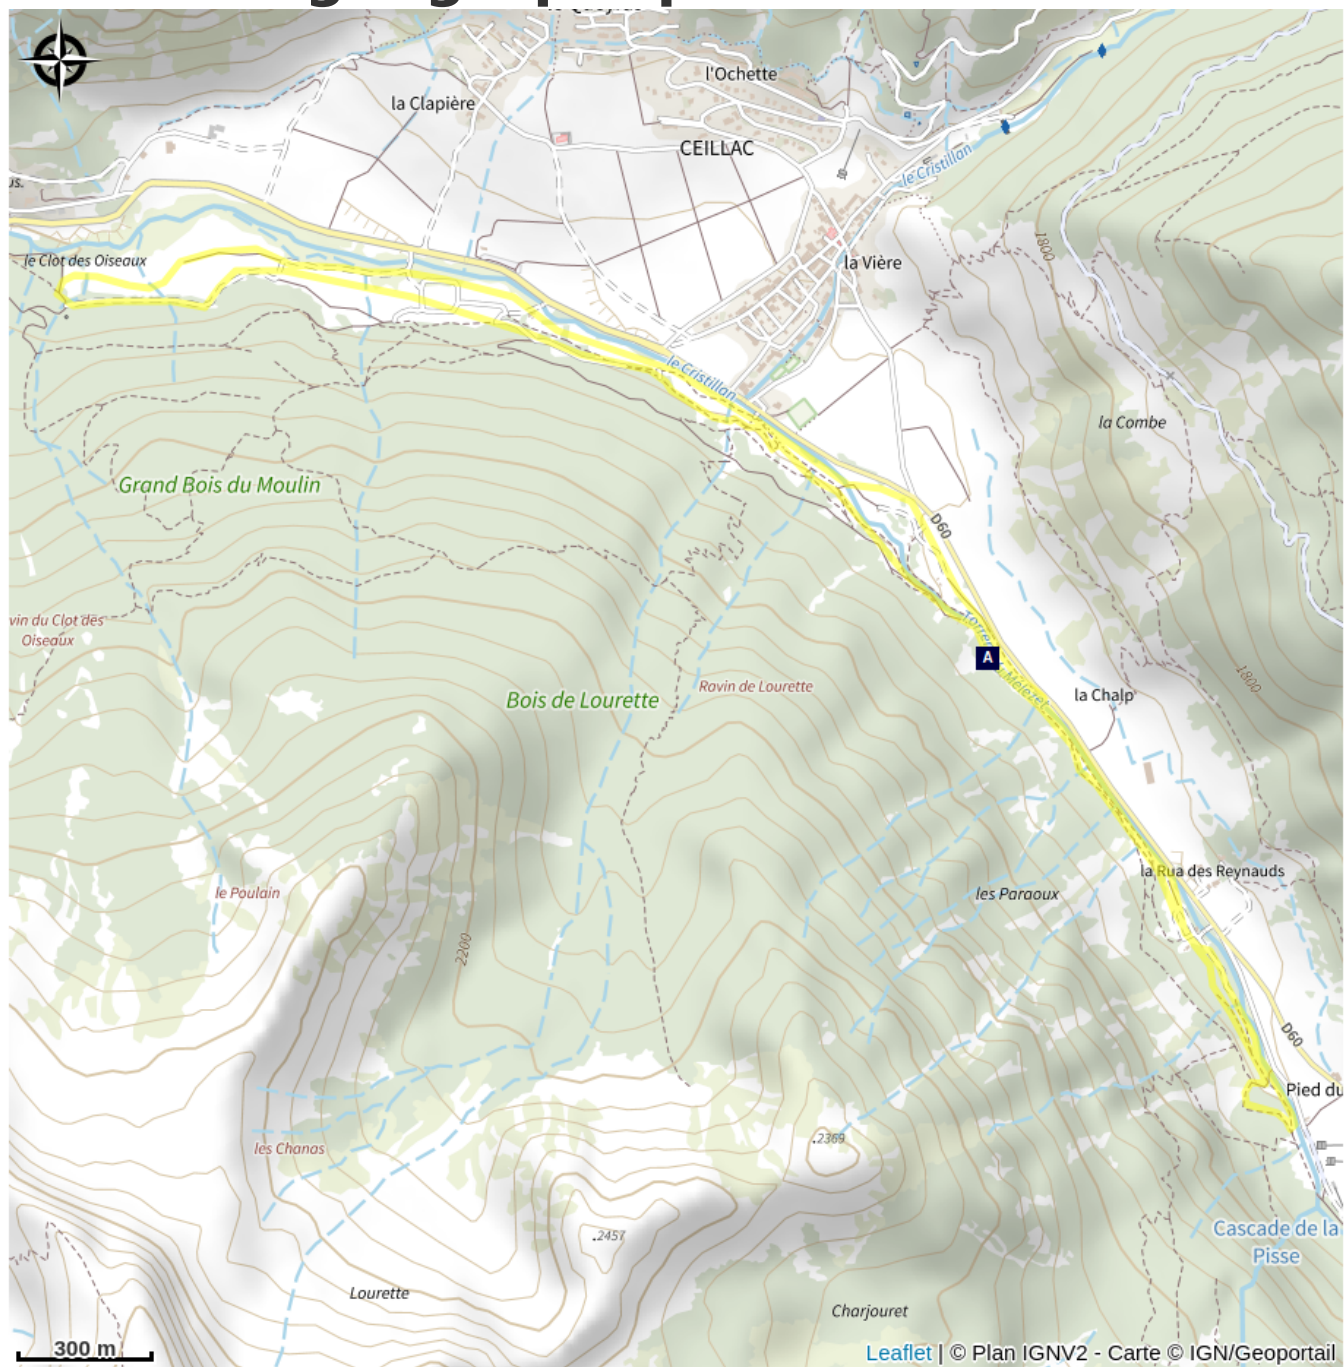 l'Ochette
la Clapière
CEILLAC
le Cristillan
us.
1800
le Clot des Oiseaux
la Vière
le Cristillan
la Combe
Grand Bois du Moulin
D60
vin du Clot des
Oiseaux
A
1800
Ravin de Lourette
la Chalp
Bois de Lourette
la Rua des Reynauds
le Poulain
les Paraoux
2200
D60
Pied du
.2369
les Chanas
Cascade de la
Pisse
.2457
Lourette
Charjouret
300 m
Leaflet | © Plan IGNV2 - Carte © IGN/Geoportail